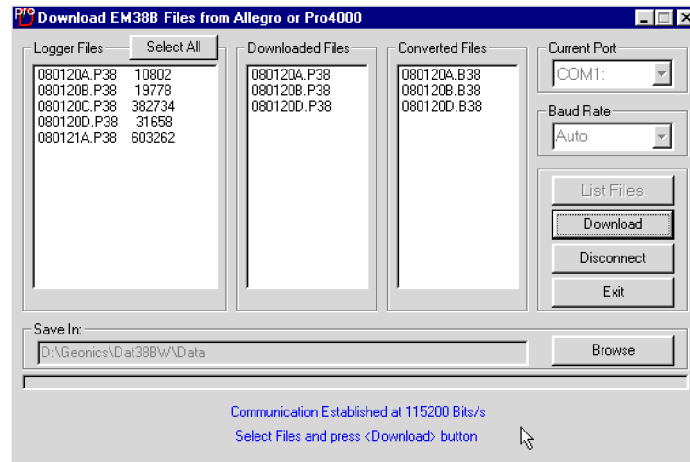 Pro Download EM38B Files from Allegro or Pro4000
Logger Files Select All Downloaded Files Converted Files Current Port
080120A.P38 10802
080120B.P38 19778
080120C.P38 382734
080120D.P38 31658
080121A.P38 603262
080120A.P38
080120B.P38
080120D.P38
080120A.B38
080120B.B38
080120D.B38
COM1:
Baud Rate
Auto
List Files
Download
Disconnect
Exit
Save In:
D:\Geonics\Dat38BW\Data
Browse
Communication Established at 115200 Bits/s
Select Files and press <Download> button